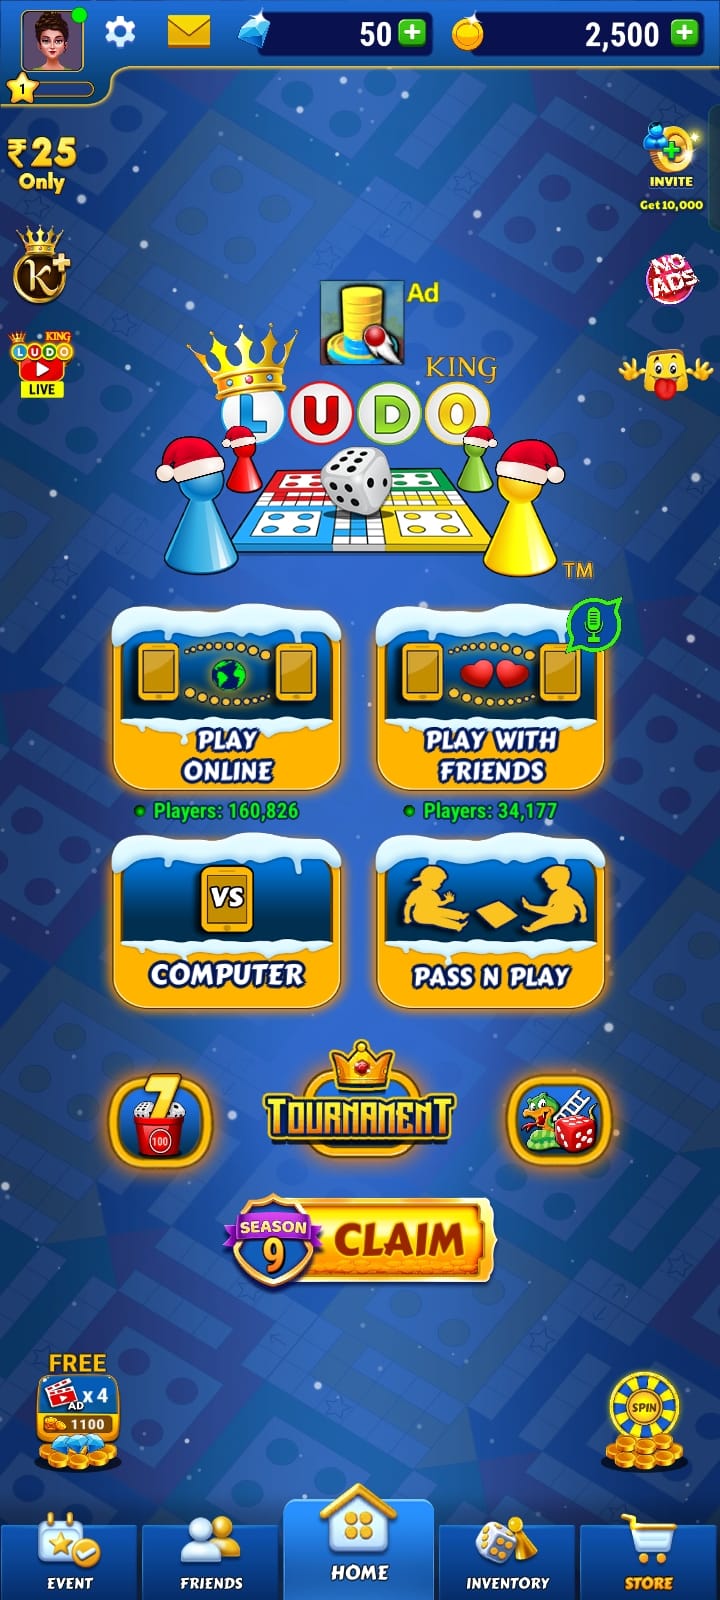 50
2,500
1
₹25
Only
INVITE
Get 10,000
K+
NO
ADS
KING
LUDO
LIVE
Ad
KING
LUDO
TM
PLAY
ONLINE
PLAY WITH
FRIENDS
Players: 160,826
Players: 34,177
VS
COMPUTER
PASS N PLAY
7
100
TOURNAMENT
SEASON
9
CLAIM
FREE
AD x 4
1100
SPIN
EVENT
FRIENDS
HOME
INVENTORY
STORE